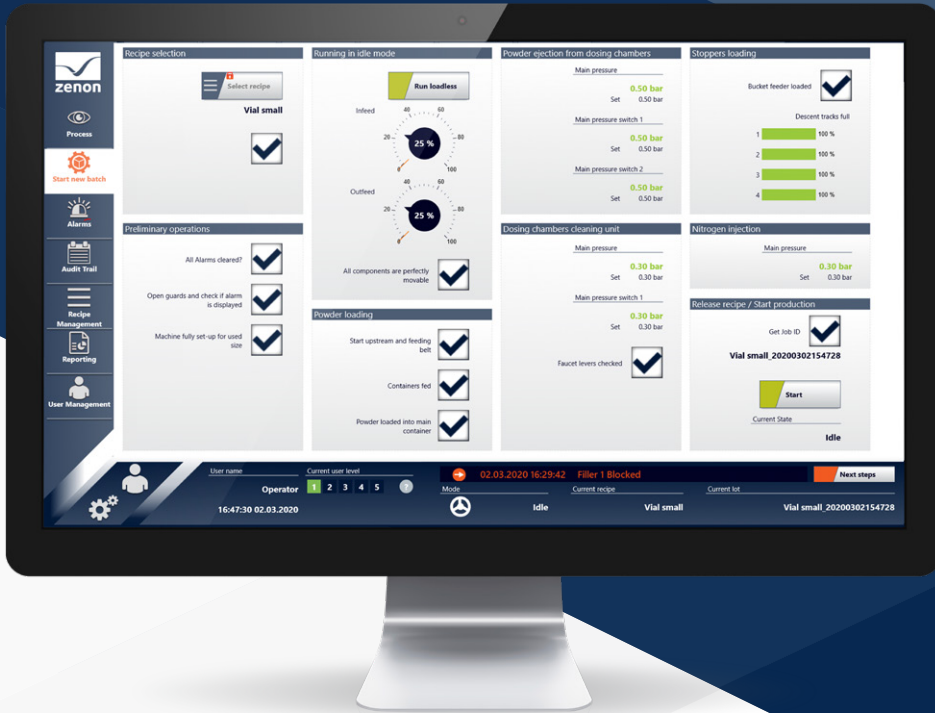 zenon
Process
Start new batch
Alarms
Audit Trail
Recipe
Management
Reporting
User Management
Recipe selection
Select recipe
Vial small
Preliminary operations
All Alarms cleared?
Open guards and check if alarm
is displayed
Machine fully set-up for used
size
Running in idle mode
Run loadless
Infeed
40 60
20 80
25 %
0 100
Outfeed
40 60
20 80
25 %
0 100
All components are perfectly
movable
Powder loading
Start upstream and feeding
belt
Containers fed
Powder loaded into main
container
Powder ejection from dosing chambers
Main pressure
0.50 bar
Set 0.50 bar
Main pressure switch 1
0.50 bar
Set 0.50 bar
Main pressure switch 2
0.50 bar
Set 0.50 bar
Dosing chambers cleaning unit
Main pressure
0.30 bar
Set 0.30 bar
Main pressure switch 1
0.30 bar
Set 0.30 bar
Faucet levers checked
Stoppers loading
Bucket feeder loaded
Descent tracks full
1 100 %
2 100 %
3 100 %
4 100 %
Nitrogen injection
Main pressure
0.30 bar
Set 0.30 bar
Release recipe / Start production
Get Job ID
Vial small_20200302154728
Start
Current State
Idle
User name
Operator
16:47:30 02.03.2020
Current user level
1 2 3 4 5 ?
02.03.2020 16:29:42 Filler 1 Blocked
Next steps
Mode
Idle
Current recipe
Vial small
Current lot
Vial small_20200302154728